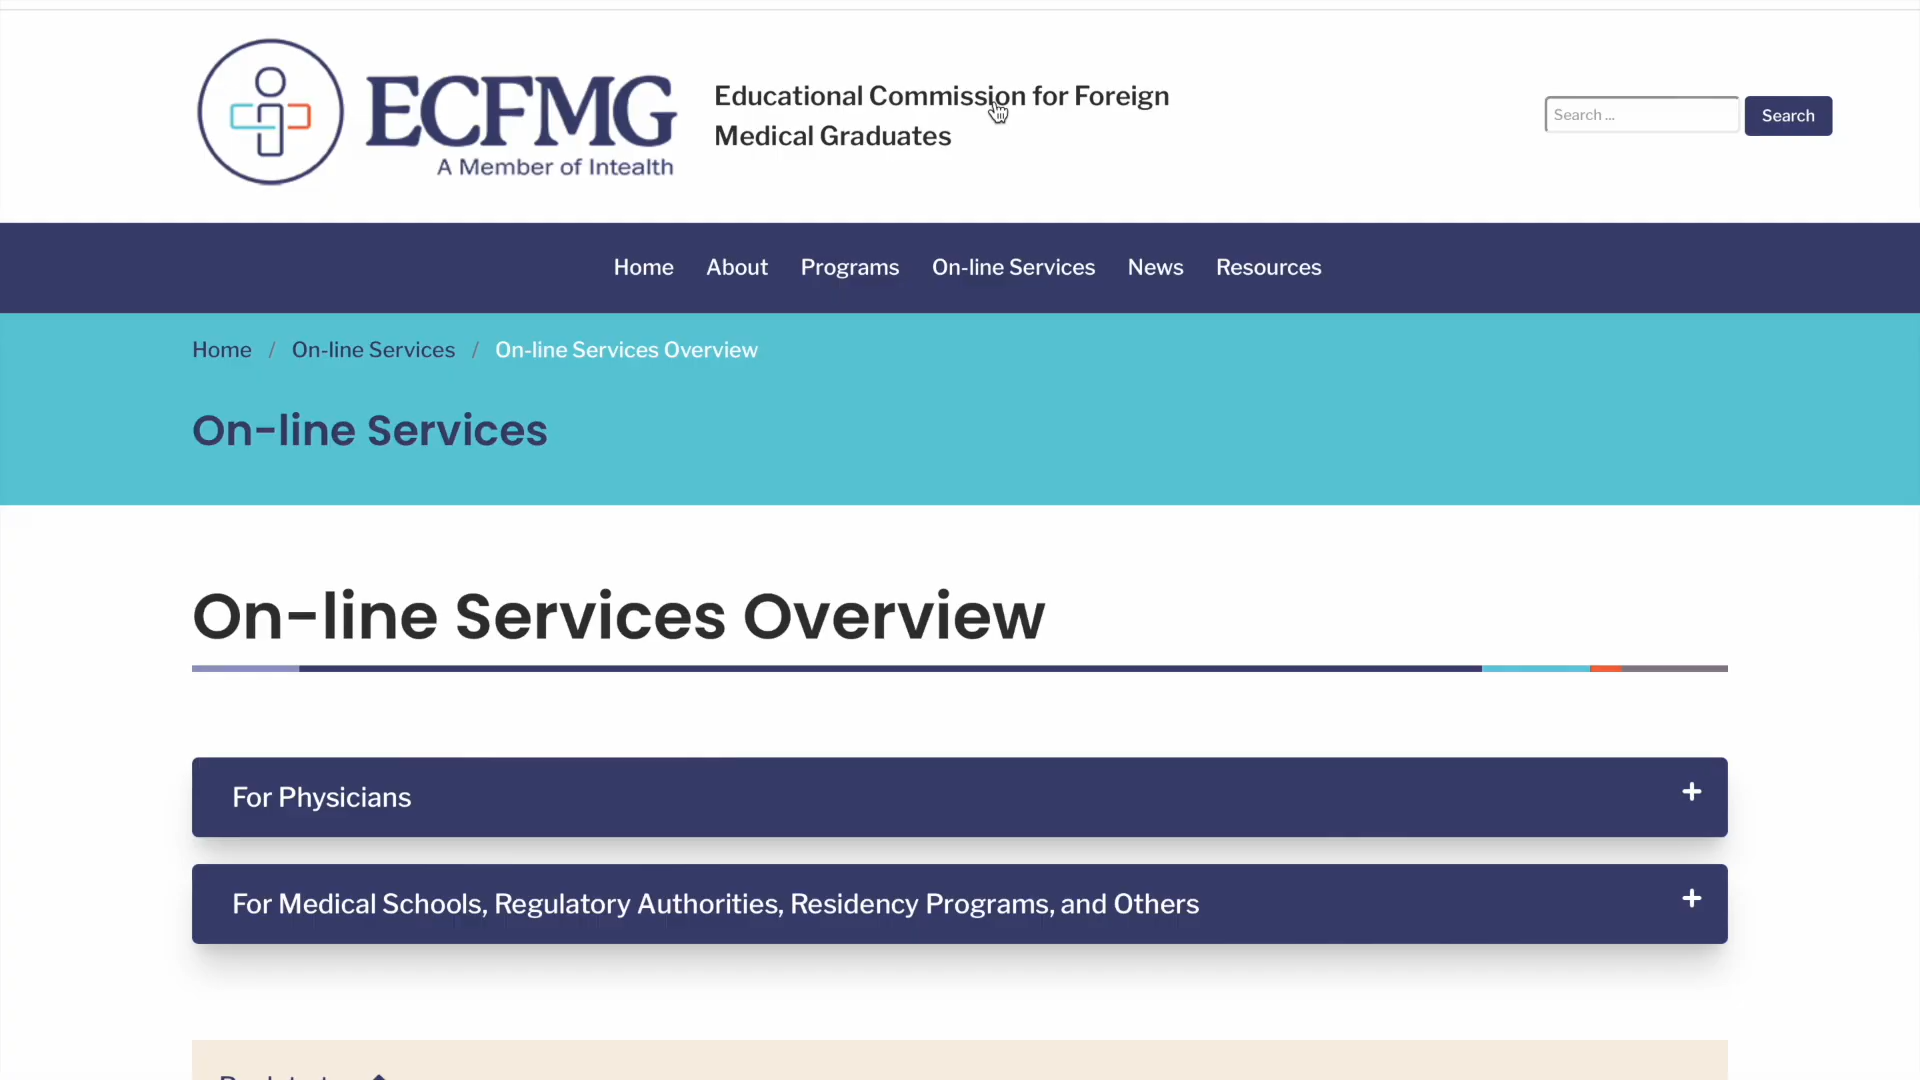 ECFMG
A Member of Intealth
Educational Commission for Foreign
Medical Graduates
Search ...
Search
Home
About
Programs
On-line Services
News
Resources
Home / On-line Services / On-line Services Overview
On-line Services
On-line Services Overview
For Physicians
+
For Medical Schools, Regulatory Authorities, Residency Programs, and Others
+